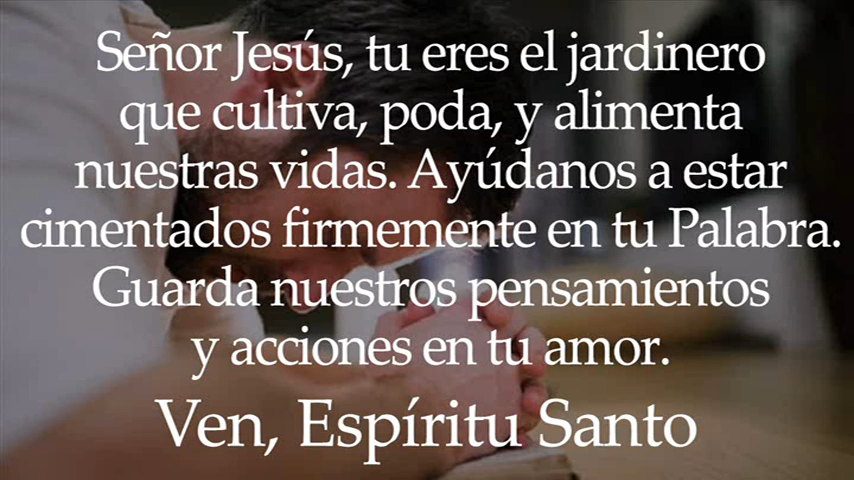 Señor Jesús, tu eres el jardinero
que cultiva, poda, y alimenta
nuestras vidas. Ayúdanos a estar
cimentados firmemente en tu Palabra.
Guarda nuestros pensamientos
y acciones en tu amor.
Ven, Espíritu Santo